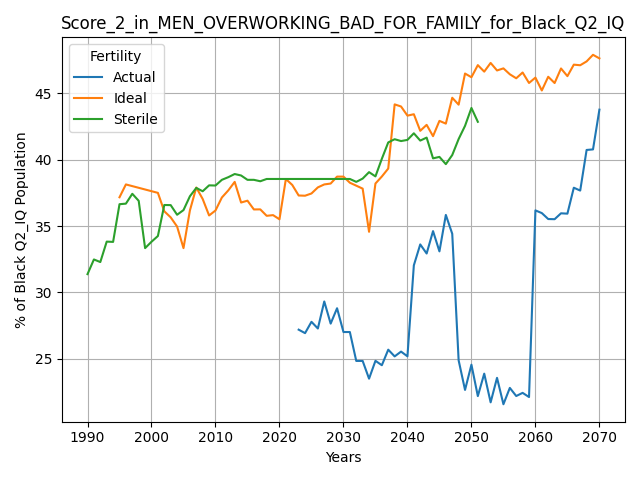 Score_2_in_MEN_OVERWORKING_BAD_FOR_FAMILY_for_Black_Q2_IQ
Fertility
Actual
Ideal
Sterile
% of Black Q2_IQ Population
45
40
35
30
25
1990 2000 2010 2020 2030 2040 2050 2060 2070
Years